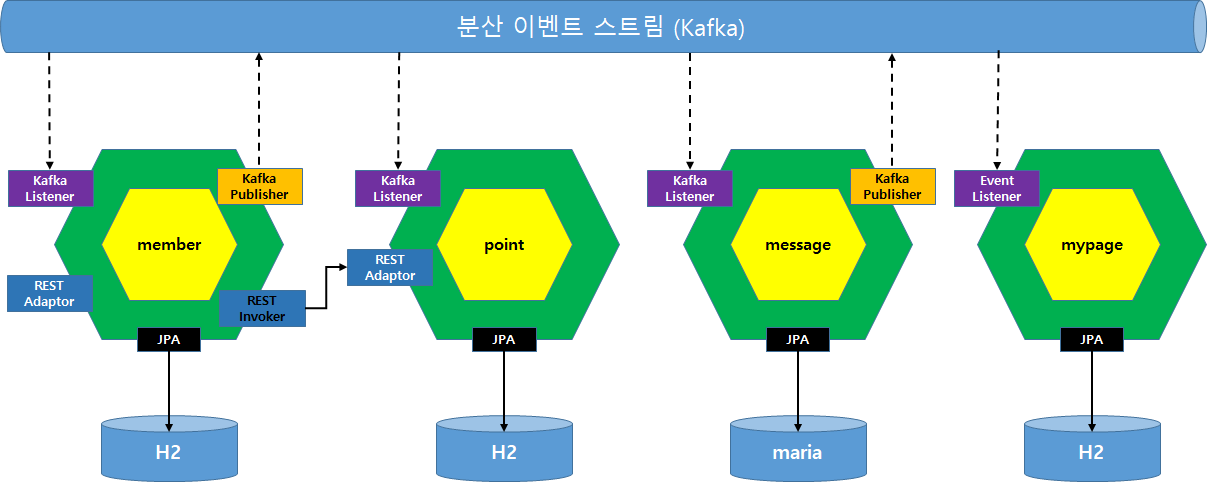 분산 이벤트 스트림 (Kafka)
Kafka
Listener
Kafka
Publisher
member
REST
Adaptor
REST
Invoker
JPA
H2
Kafka
Listener
point
REST
Adaptor
JPA
H2
Kafka
Listener
Kafka
Publisher
message
JPA
maria
Event
Listener
mypage
JPA
H2